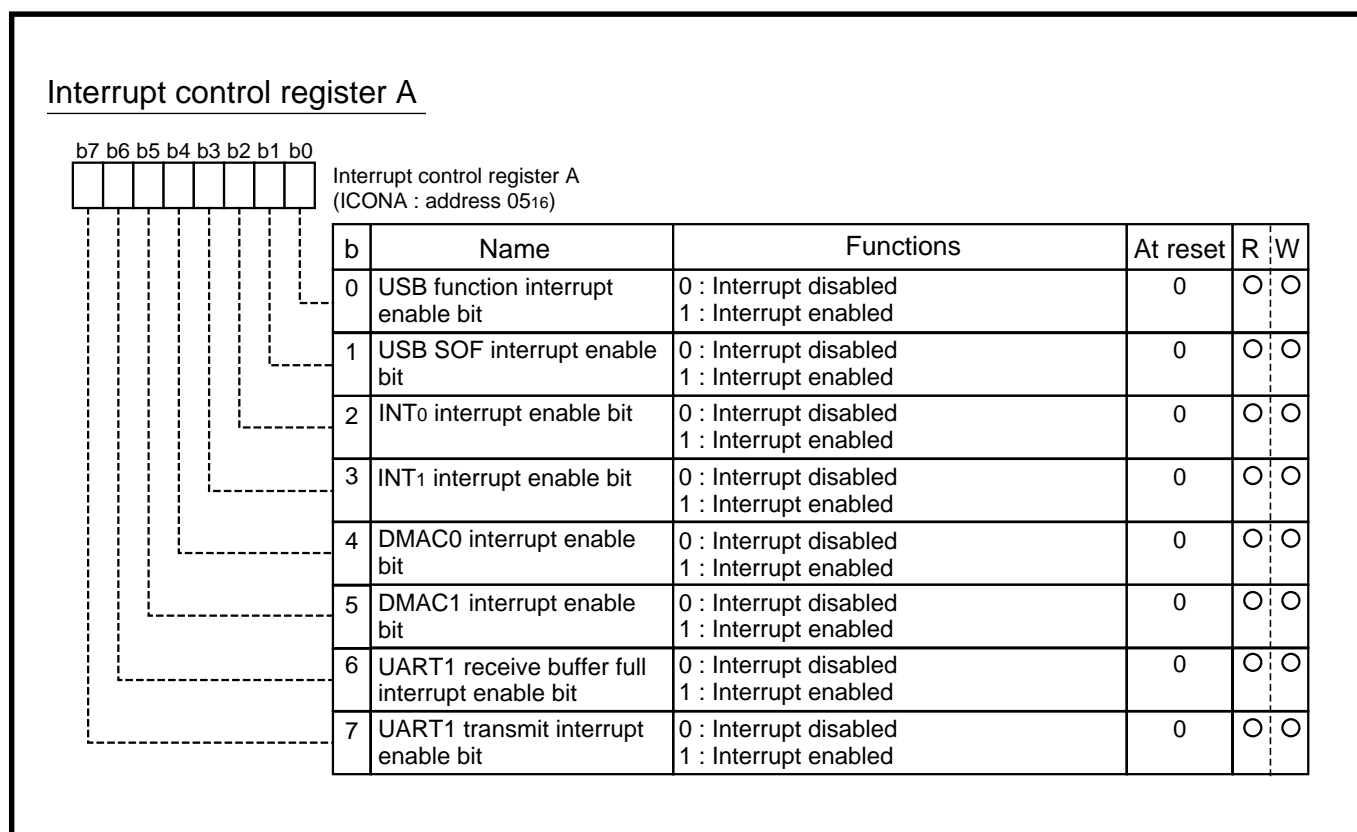 Interrupt control register A
b7 b6 b5 b4 b3 b2 b1 b0
Interrupt control register A
(ICONA : address 0516)
b Name Functions At reset R W
0 USB function interrupt 0 : Interrupt disabled 0 O O
enable bit 1 : Interrupt enabled
1 USB SOF interrupt enable 0 : Interrupt disabled 0 O O
bit 1 : Interrupt enabled
2 INT0 interrupt enable bit 0 : Interrupt disabled 0 O O
1 : Interrupt enabled
3 INT1 interrupt enable bit 0 : Interrupt disabled 0 O O
1 : Interrupt enabled
4 DMAC0 interrupt enable 0 : Interrupt disabled 0 O O
bit 1 : Interrupt enabled
5 DMAC1 interrupt enable 0 : Interrupt disabled 0 O O
bit 1 : Interrupt enabled
6 UART1 receive buffer full 0 : Interrupt disabled 0 O O
interrupt enable bit 1 : Interrupt enabled
7 UART1 transmit interrupt 0 : Interrupt disabled 0 O O
enable bit 1 : Interrupt enabled